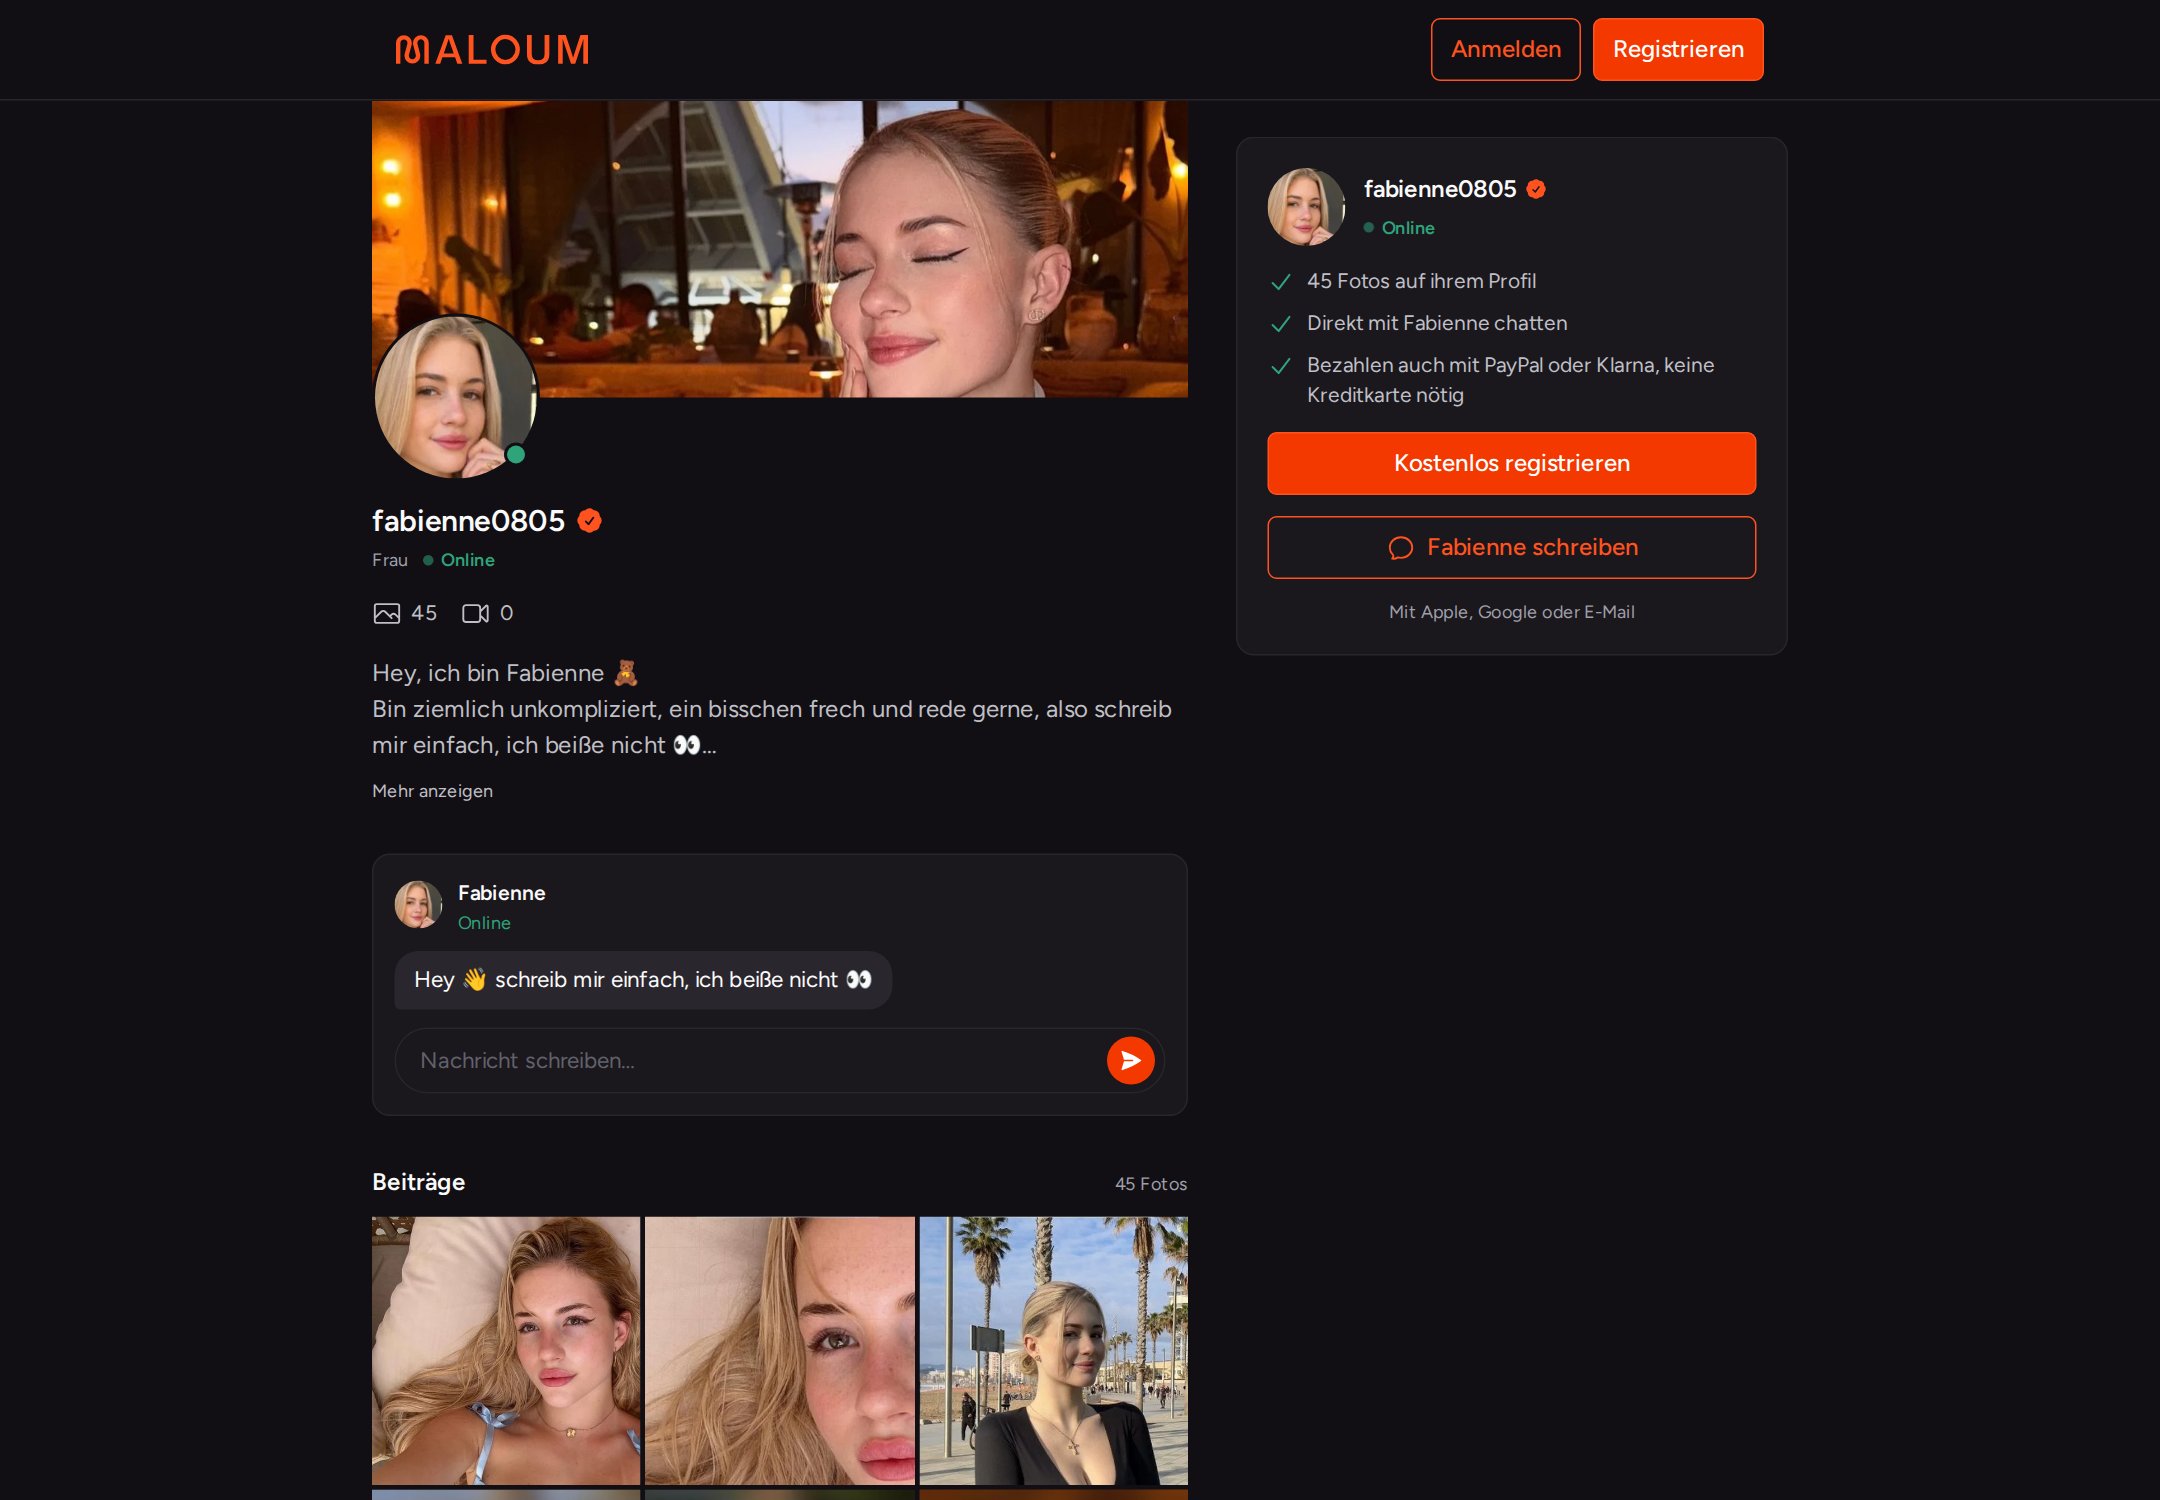 MALOUM
Anmelden
Registrieren
fabienne0805
Frau Online
45 0
Hey, ich bin Fabienne 🧸
Bin ziemlich unkompliziert, ein bisschen frech und rede gerne, also schreib
mir einfach, ich beiße nicht 👀...
Mehr anzeigen
Fabienne
Online
Hey 👋 schreib mir einfach, ich beiße nicht 👀
Nachricht schreiben...
Beiträge
45 Fotos
fabienne0805
Online
45 Fotos auf ihrem Profil
Direkt mit Fabienne chatten
Bezahlen auch mit PayPal oder Klarna, keine
Kreditkarte nötig
Kostenlos registrieren
Fabienne schreiben
Mit Apple, Google oder E-Mail